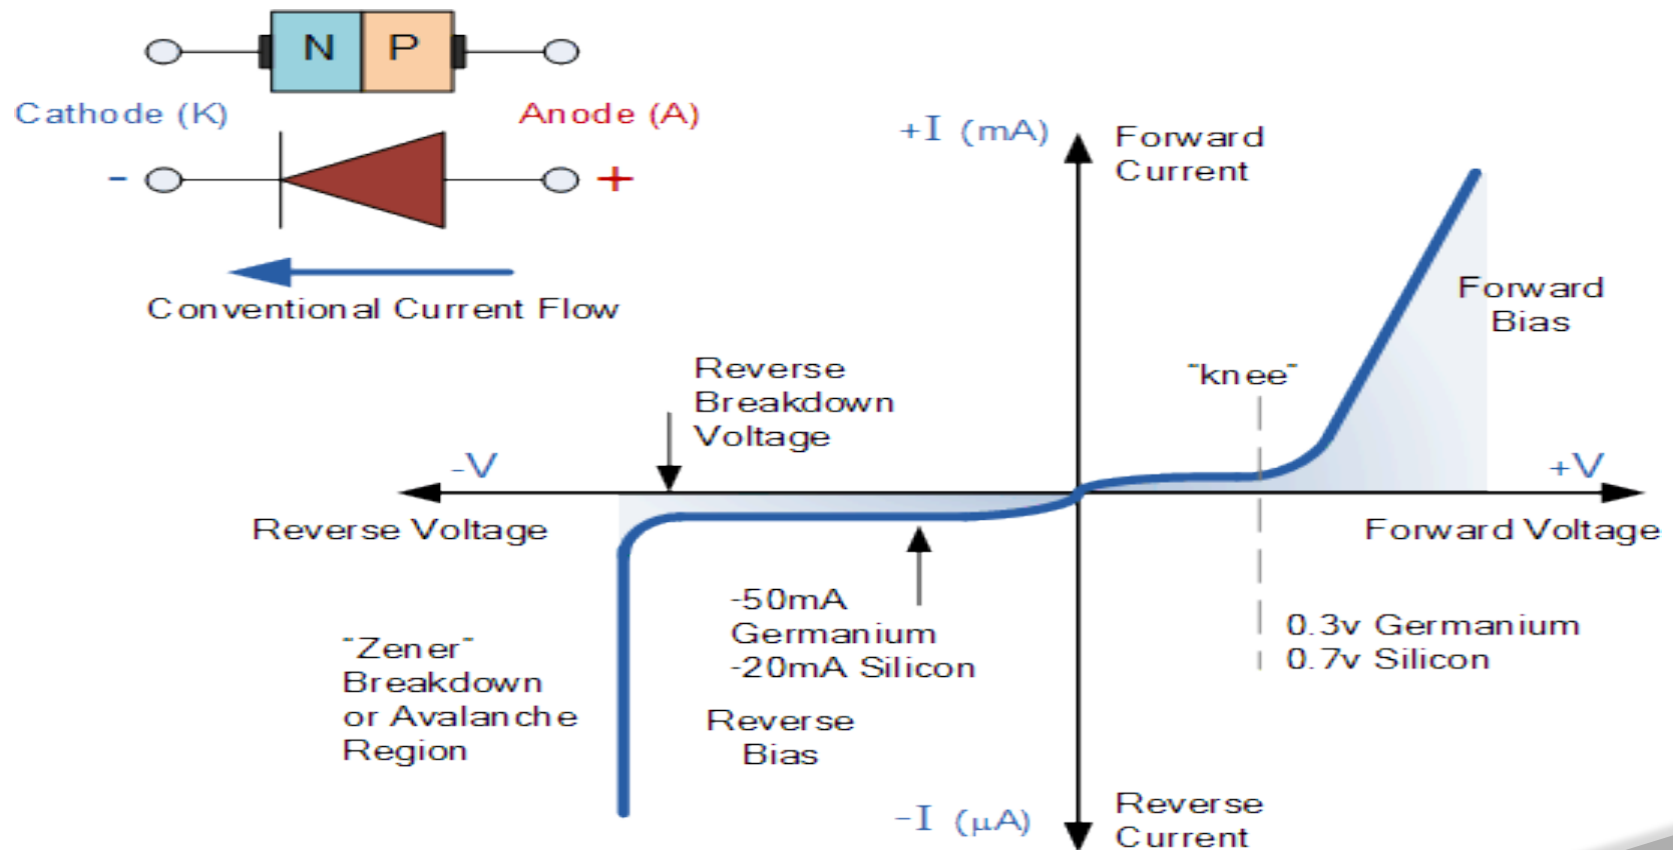 N P
Cathode (K)
Anode (A)
- +
Conventional Current Flow
+I (mA)
Forward
Current
Forward
Bias
"knee"
Reverse
Breakdown
Voltage
-V
+V
Reverse Voltage
Forward Voltage
-50mA
Germanium
-20mA Silicon
0.3v Germanium
0.7v Silicon
"Zener"
Breakdown
or Avalanche
Region
Reverse
Bias
-I (µA)
Reverse
Current